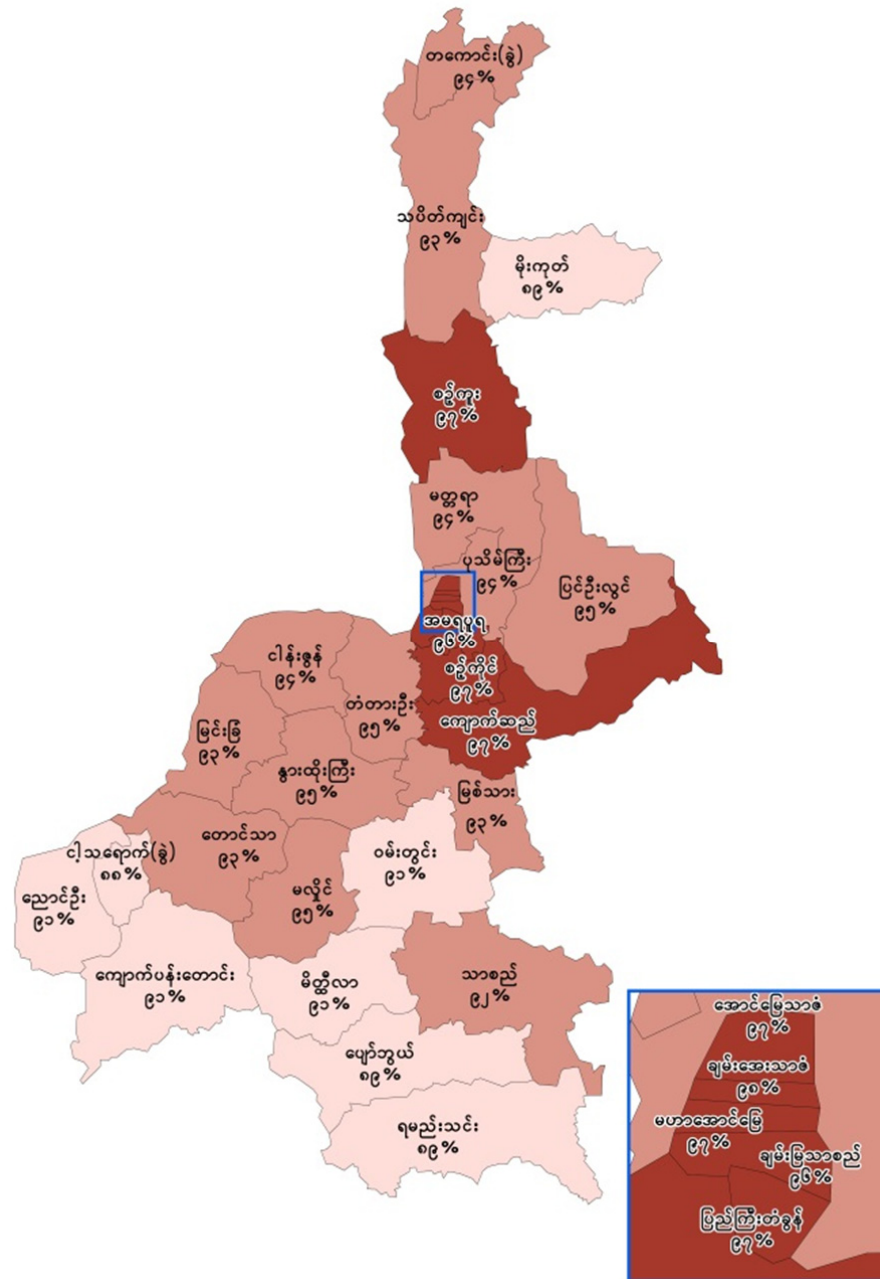 တကောင်း(ခွဲ)
၉၄%
သပိတ်ကျင်း
၉၃%
မိုးကုတ်
၈၉%
စဉ့်ကူး
၉၇%
မတ္တရာ
၉၄%
ပုသိမ်ကြီး
၉၄%
ပြင်ဦးလွင်
၉၅%
အမရပူရ
၉၆%
စဉ့်ကိုင်
၉၇%
ကျောက်ဆည်
၉၇%
ငါန်းဇွန်
၉၄%
တံတားဦး
၉၅%
မြင်းခြံ
၉၃%
နွားထိုးကြီး
၉၅%
မြစ်သား
၉၃%
တောင်သာ
၉၃%
ငါ့သရောက်(ခွဲ)
၈၈%
ဝမ်းတွင်း
၉၁%
ညောင်ဦး
၉၁%
မလှိုင်
၉၅%
ကျောက်ပန်းတောင်း
၉၁%
မိတ္ထီလာ
၉၁%
သာစည်
၉၂%
ပျော်ဘွယ်
၈၉%
ရမည်းသင်း
၈၉%
အောင်မြေသာဇံ
၉၇%
ချမ်းအေးသာဇံ
၉၈%
မဟာအောင်မြေ
၉၇%
ချမ်းမြသာစည်
၉၆%
ပြည်ကြီးတံခွန်
၉၇%